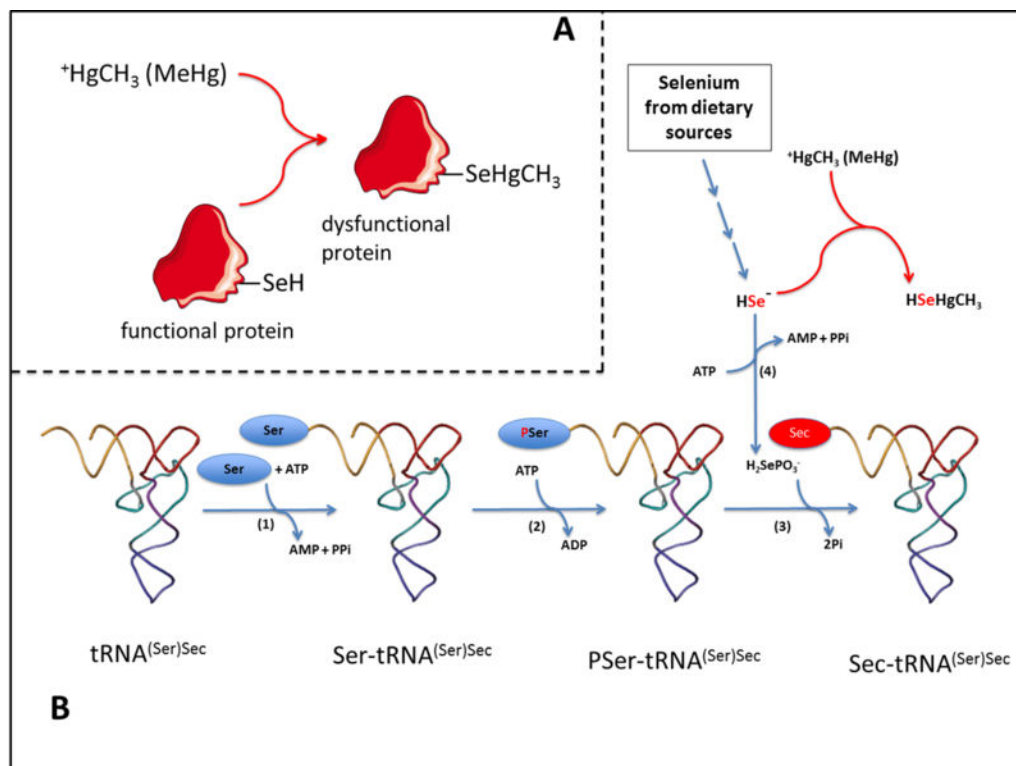 A
⁺HgCH₃ (MeHg)
SeHgCH₃
dysfunctional
protein
SeH
functional protein
Selenium
from dietary
sources
⁺HgCH₃ (MeHg)
HSe⁻
HSeHgCH₃
AMP + PPi
ATP
(4)
Ser
Ser + ATP
(1)
AMP + PPi
PSer
ATP
(2)
ADP
Sec
H₂SePO₃⁻
(3)
2Pi
tRNA⁽Ser⁾Sec
Ser-tRNA⁽Ser⁾Sec
PSer-tRNA⁽Ser⁾Sec
Sec-tRNA⁽Ser⁾Sec
B